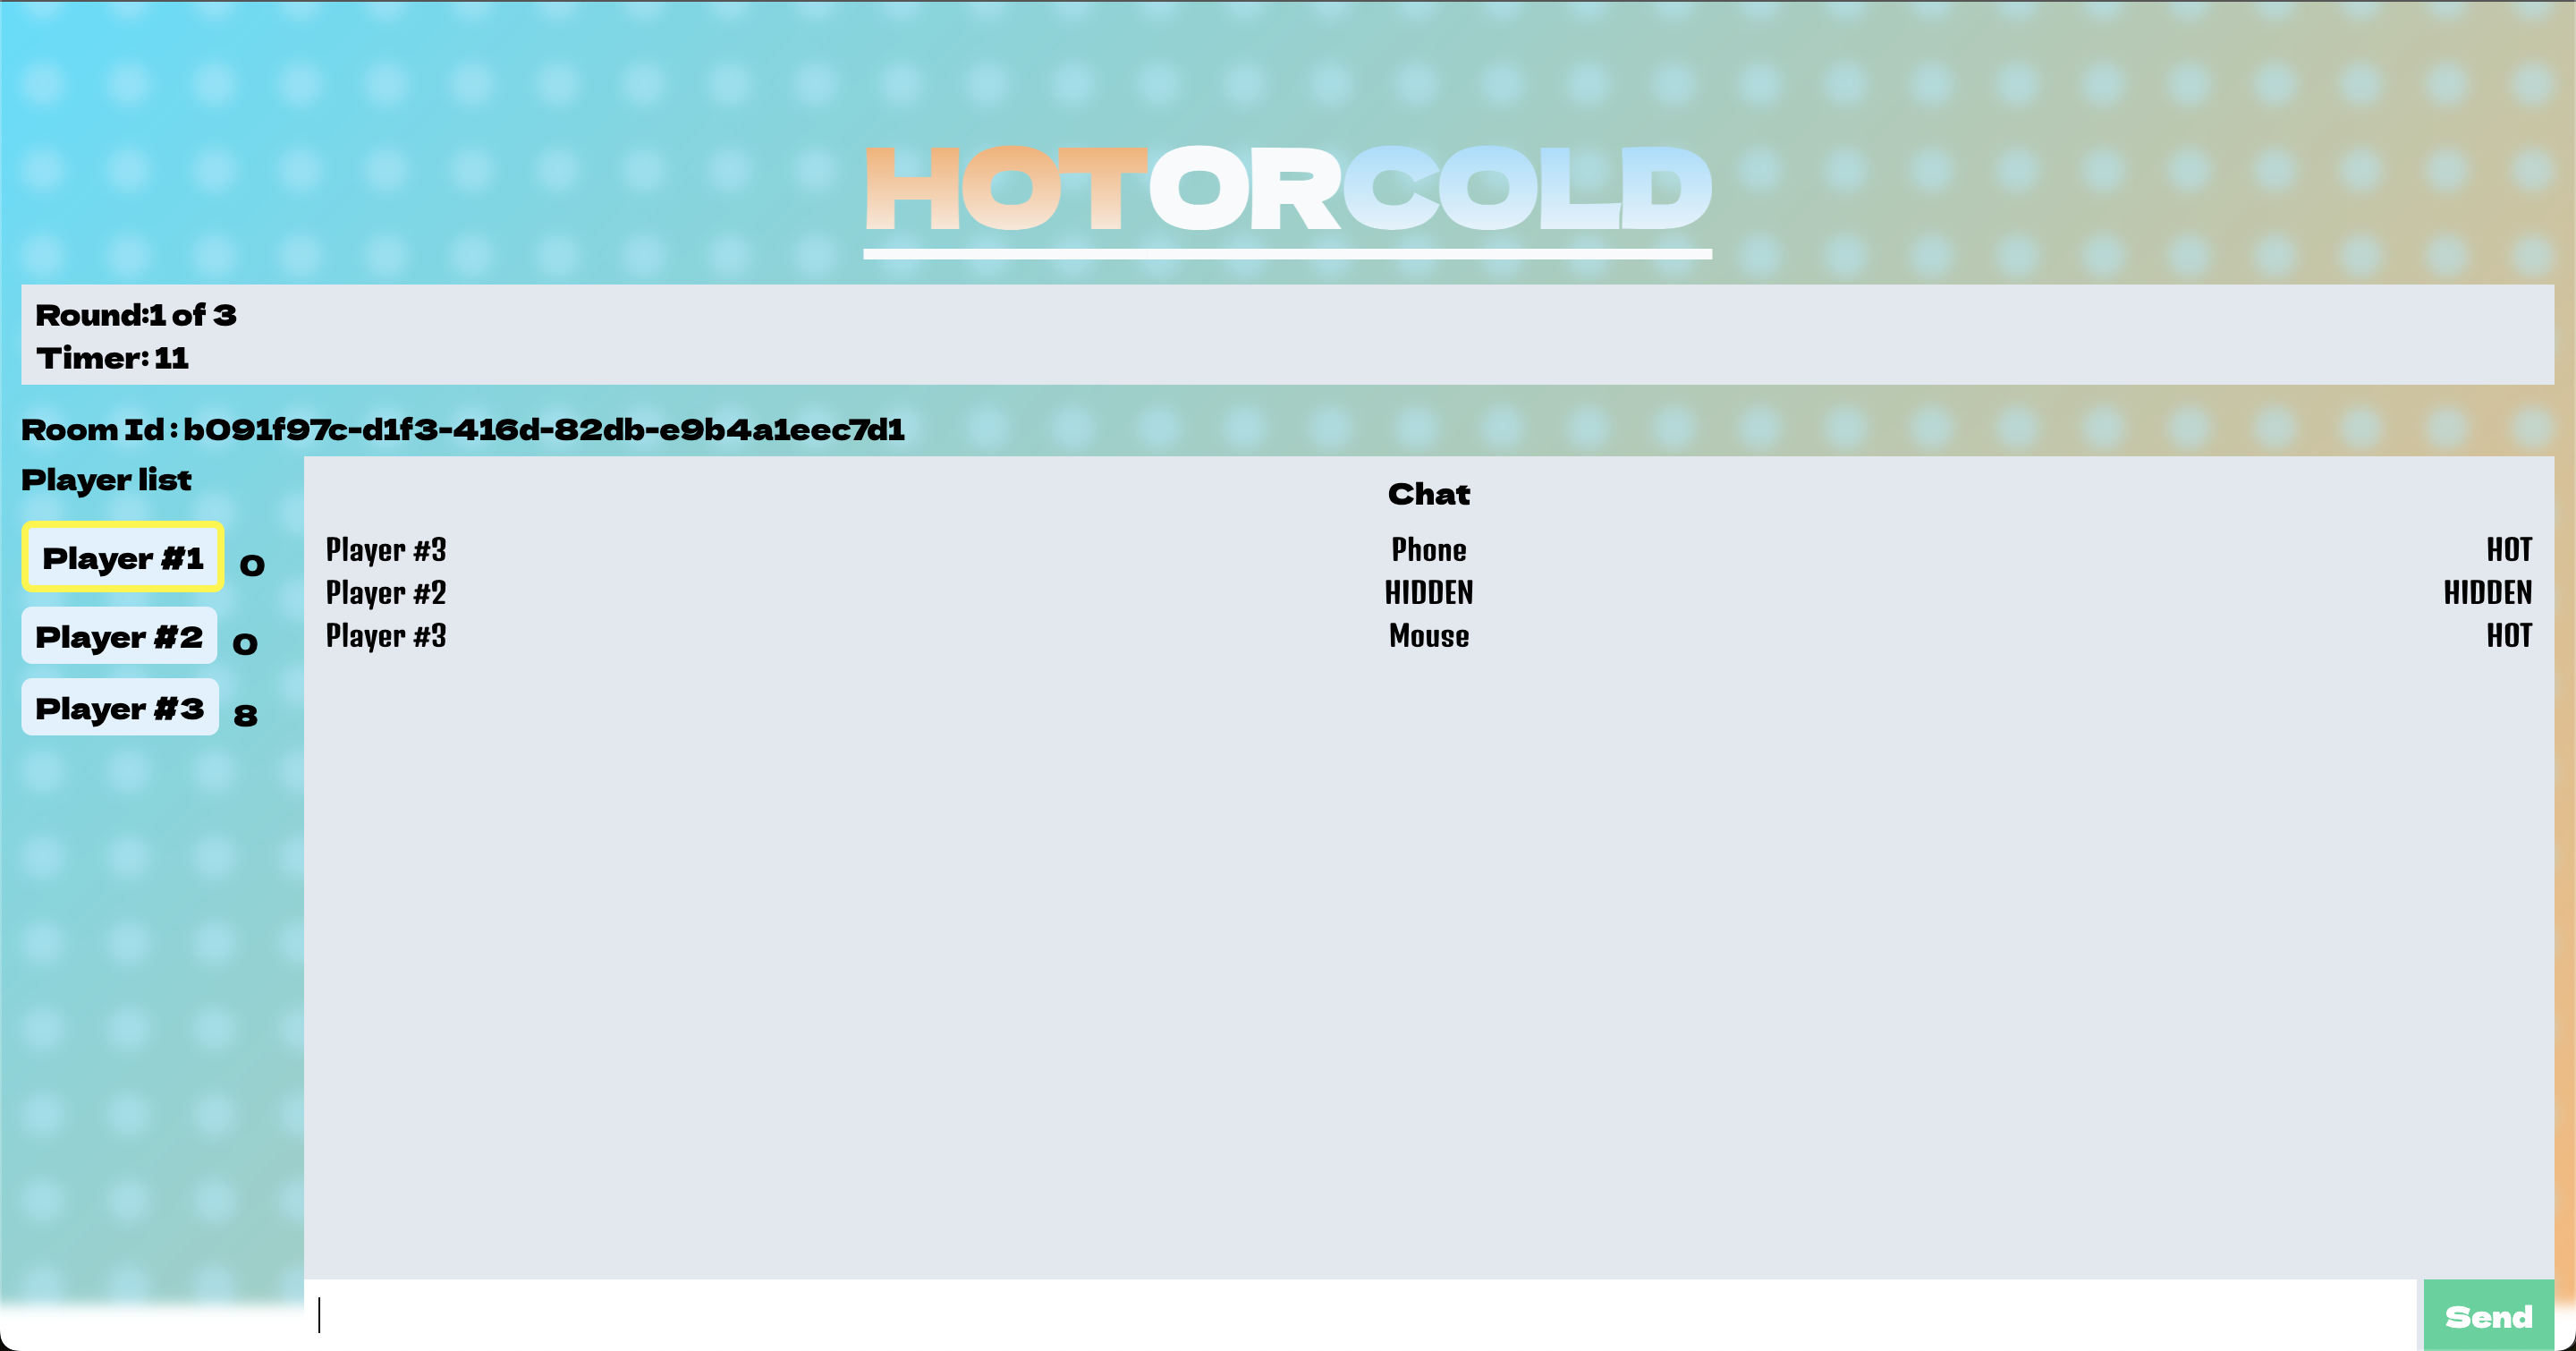 HOTORCOLD
Round:1 of 3
Timer: 11
Room Id : b091f97c-d1f3-416d-82db-e9b4a1eec7d1
Player list
Player #1 0
Player #2 0
Player #3 8
Chat
Player #3 Phone HOT
Player #2 HIDDEN HIDDEN
Player #3 Mouse HOT
Send